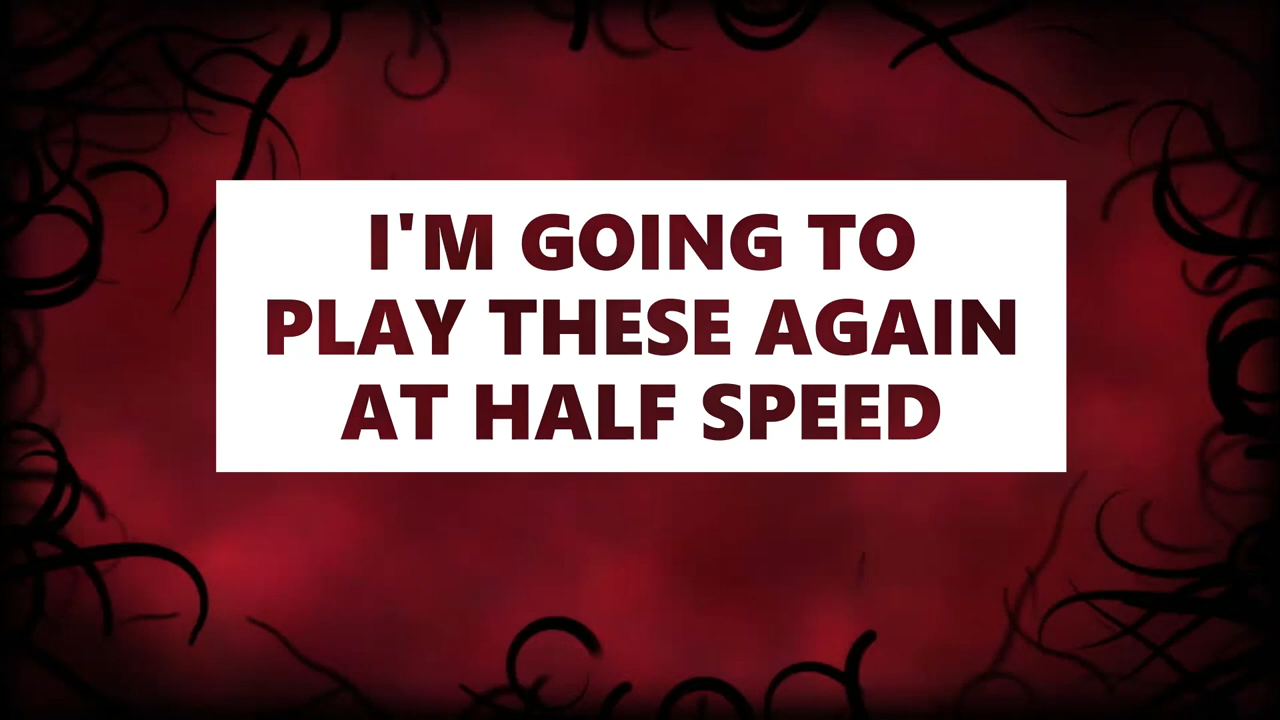 I'M GOING TO
PLAY THESE AGAIN
AT HALF SPEED